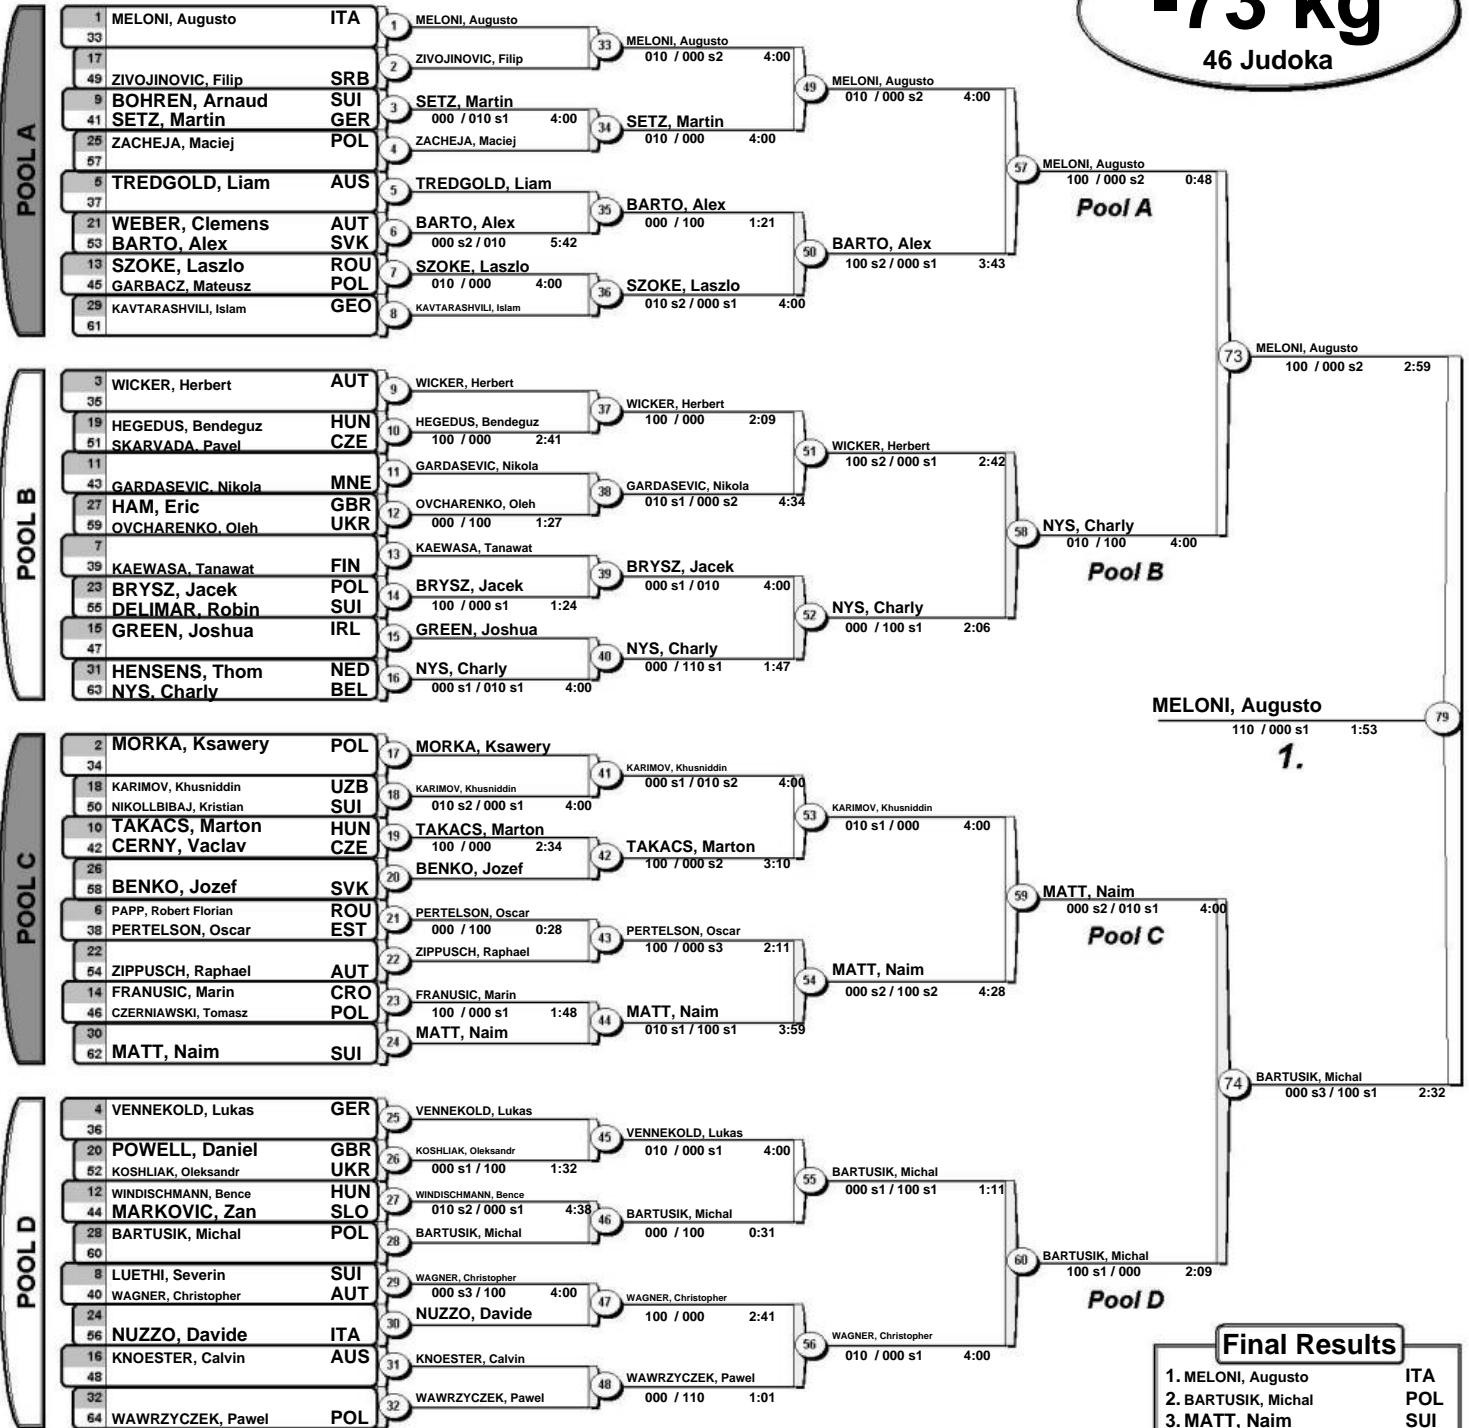 -73 kg
46 Judoka
POOL A
1 MELONI, Augusto ITA
33
17
49 ZIVOJINOVIC, Filip SRB
9 BOHREN, Arnaud SUI
41 SETZ, Martin GER
25 ZACHEJA, Maciej POL
57
5 TREDGOLD, Liam AUS
37
21 WEBER, Clemens AUT
53 BARTO, Alex SVK
13 SZOKE, Laszlo ROU
45 GARBACZ, Mateusz POL
29 KAVTARASHVILI, Islam GEO
61
1 MELONI, Augusto
2 ZIVOJINOVIC, Filip
3 SETZ, Martin
000 / 010 s1 4:00
4 ZACHEJA, Maciej
5 TREDGOLD, Liam
6 BARTO, Alex
000 s2 / 010 5:42
7 SZOKE, Laszlo
010 / 000 4:00
8 KAVTARASHVILI, Islam
33 MELONI, Augusto
010 / 000 s2 4:00
34 SETZ, Martin
010 / 000 4:00
35 BARTO, Alex
000 / 100 1:21
36 SZOKE, Laszlo
010 s2 / 000 s1 4:00
49 MELONI, Augusto
010 / 000 s2 4:00
50 BARTO, Alex
100 s2 / 000 s1 3:43
57 MELONI, Augusto
100 / 000 s2 0:48
Pool A
POOL B
3 WICKER, Herbert AUT
35
19 HEGEDUS, Bendeguz HUN
51 SKARVADA, Pavel CZE
11
43 GARDASEVIC, Nikola MNE
27 HAM, Eric GBR
59 OVCHARENKO, Oleh UKR
7
39 KAEWASA, Tanawat FIN
23 BRYSZ, Jacek POL
55 DELIMAR, Robin SUI
15 GREEN, Joshua IRL
47
31 HENSENS, Thom NED
63 NYS, Charly BEL
9 WICKER, Herbert
10 HEGEDUS, Bendeguz
100 / 000 2:41
11 GARDASEVIC, Nikola
12 OVCHARENKO, Oleh
000 / 100 1:27
13 KAEWASA, Tanawat
14 BRYSZ, Jacek
100 / 000 s1 1:24
15 GREEN, Joshua
16 NYS, Charly
000 s1 / 010 s1 4:00
37 WICKER, Herbert
100 / 000 2:09
38 GARDASEVIC, Nikola
010 s1 / 000 s2 4:34
39 BRYSZ, Jacek
000 s1 / 010 4:00
40 NYS, Charly
000 / 110 s1 1:47
51 WICKER, Herbert
100 s2 / 000 s1 2:42
52 NYS, Charly
000 / 100 s1 2:06
58 NYS, Charly
010 / 100 4:00
Pool B
73 MELONI, Augusto
100 / 000 s2 2:59
MELONI, Augusto 79
110 / 000 s1 1:53
1.
POOL C
2 MORKA, Ksawery POL
34
18 KARIMOV, Khusniddin UZB
50 NIKOLLBIBAJ, Kristian SUI
10 TAKACS, Marton HUN
42 CERNY, Vaclav CZE
26
58 BENKO, Jozef SVK
6 PAPP, Robert Florian ROU
38 PERTELSON, Oscar EST
22
54 ZIPPUSCH, Raphael AUT
14 FRANUSIC, Marin CRO
46 CZERNIAWSKI, Tomasz POL
30
62 MATT, Naim SUI
17 MORKA, Ksawery
18 KARIMOV, Khusniddin
010 s2 / 000 s1 4:00
19 TAKACS, Marton
100 / 000 2:34
20 BENKO, Jozef
21 PERTELSON, Oscar
000 / 100 0:28
22 ZIPPUSCH, Raphael
23 FRANUSIC, Marin
100 / 000 s1 1:48
24 MATT, Naim
41 KARIMOV, Khusniddin
000 s1 / 010 s2 4:00
42 TAKACS, Marton
100 / 000 s2 3:10
43 PERTELSON, Oscar
100 / 000 s3 2:11
44 MATT, Naim
010 s1 / 100 s1 3:59
53 KARIMOV, Khusniddin
010 s1 / 000 4:00
54 MATT, Naim
000 s2 / 100 s2 4:28
59 MATT, Naim
000 s2 / 010 s1 4:00
Pool C
POOL D
4 VENNEKOLD, Lukas GER
36
20 POWELL, Daniel GBR
52 KOSHLIAK, Oleksandr UKR
12 WINDISCHMANN, Bence HUN
44 MARKOVIC, Zan SLO
28 BARTUSIK, Michal POL
60
8 LUETHI, Severin SUI
40 WAGNER, Christopher AUT
24
56 NUZZO, Davide ITA
16 KNOESTER, Calvin AUS
48
32
64 WAWRZYCZEK, Pawel POL
25 VENNEKOLD, Lukas
26 KOSHLIAK, Oleksandr
000 s1 / 100 1:32
27 WINDISCHMANN, Bence
010 s2 / 000 s1 4:38
28 BARTUSIK, Michal
29 WAGNER, Christopher
000 s3 / 100 4:00
30 NUZZO, Davide
31 KNOESTER, Calvin
32 WAWRZYCZEK, Pawel
45 VENNEKOLD, Lukas
010 / 000 s1 4:00
46 BARTUSIK, Michal
000 / 100 0:31
47 WAGNER, Christopher
100 / 000 2:41
48 WAWRZYCZEK, Pawel
000 / 110 1:01
55 BARTUSIK, Michal
000 s1 / 100 s1 1:11
56 WAGNER, Christopher
010 / 000 s1 4:00
60 BARTUSIK, Michal
100 s1 / 000 2:09
Pool D
74 BARTUSIK, Michal
000 s3 / 100 s1 2:32
Final Results
1. MELONI, Augusto ITA
2. BARTUSIK, Michal POL
3. MATT, Naim SUI